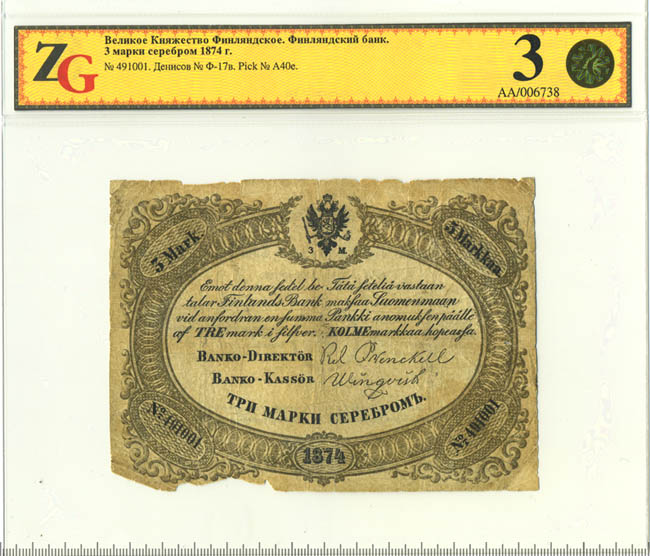 ZG
Великое Княжество Финляндское. Финляндский банк.
3 марки серебром 1874 г.
№ 491001. Денисов № Ф-17в. Pick № A40e.
3
AA/006738
3 Mark
3 Markkaa
3 M.
Emot denna sedel be- Tätä seteliä vastaan
talar Finlands Bank maksaa Suomenmaan
vid anfordran en summa Pankki anomuksen päälle
af TRE mark i silfver. KOLME markkaa hopeassa.
BANKO-DIREKTÖR
BANKO-KASSÖR
ТРИ МАРКИ СЕРЕБРОМЪ.
No 491001
No 491001
1874